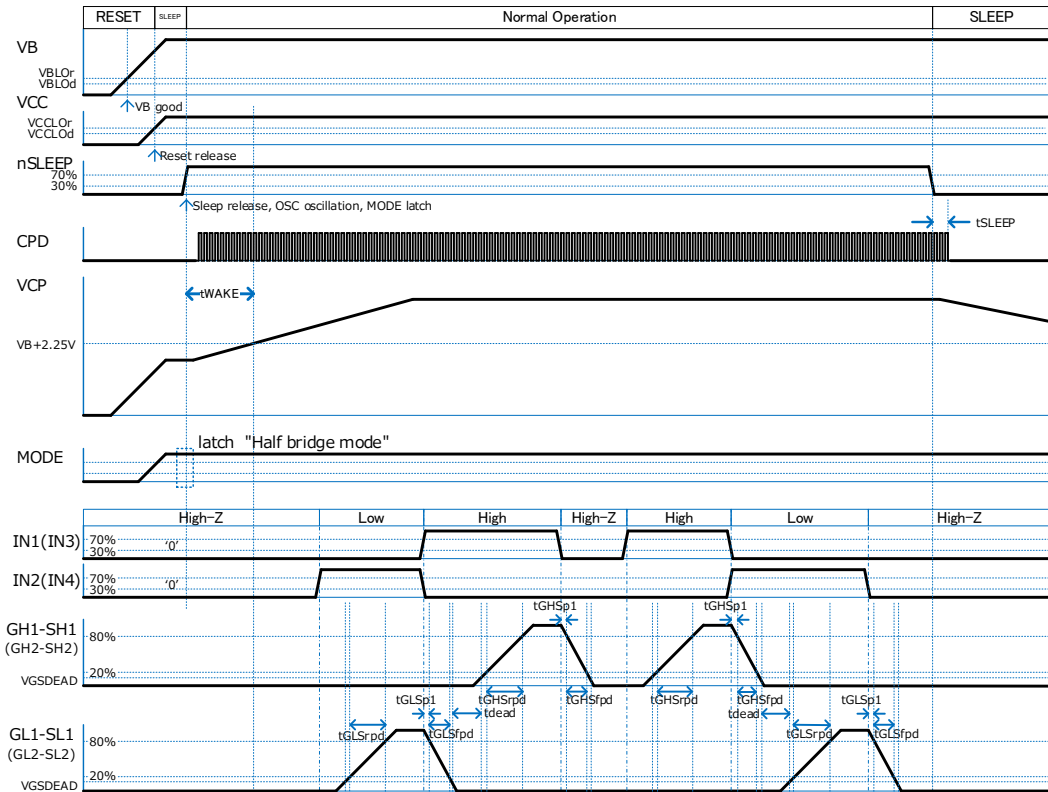 RESET SLEEP Normal Operation SLEEP
VB
VBLOr
VBLOd
VB good
VCC
VCCLOr
VCCLOd
Reset release
nSLEEP
70%
30%
Sleep release, OSC oscillation, MODE latch
tSLEEP
CPD
VCP
tWAKE
VB+2.25V
latch "Half bridge mode"
MODE
High-Z Low High High-Z High Low High-Z
IN1(IN3) 70% '0'
30%
IN2(IN4) 70% '0'
30%
tGHSp1 tGHSp1
GH1-SH1
(GH2-SH2)
80%
20%
VGSDEAD
tGLSp1 tGHSrpd tGHSfpd tGHSrpd tGHSfpd tGLSp1
tdead tdead
GL1-SL1
(GL2-SL2)
tGLSrpd tGLSfpd tGLSrpd tGLSfpd
80%
20%
VGSDEAD